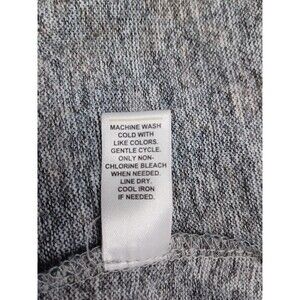 MACHINE WASH
COLD WITH
LIKE COLORS.
GENTLE CYCLE.
ONLY NON-
CHLORINE BLEACH
WHEN NEEDED.
LINE DRY.
COOL IRON
IF NEEDED.